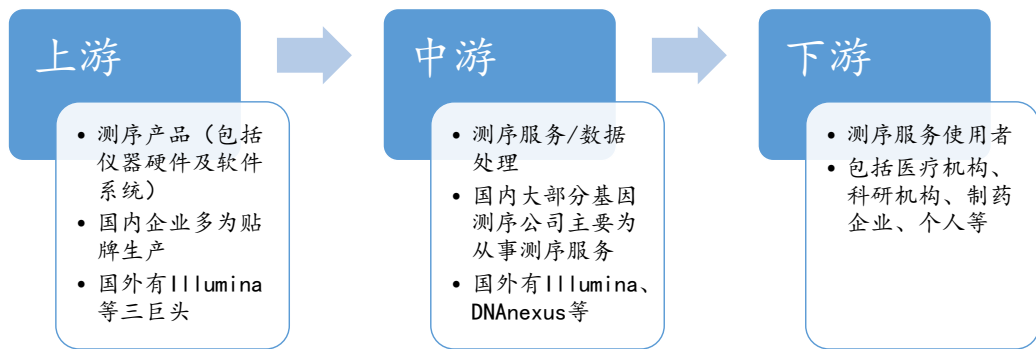 上游
• 测序产品（包括
仪器硬件及软件
系统）
• 国内企业多为贴
牌生产
• 国外有Illumina
等三巨头
中游
• 测序服务/数据
处理
• 国内大部分基因
测序公司主要为
从事测序服务
• 国外有Illumina、
DNAnexus等
下游
• 测序服务使用者
• 包括医疗机构、
科研机构、制药
企业、个人等